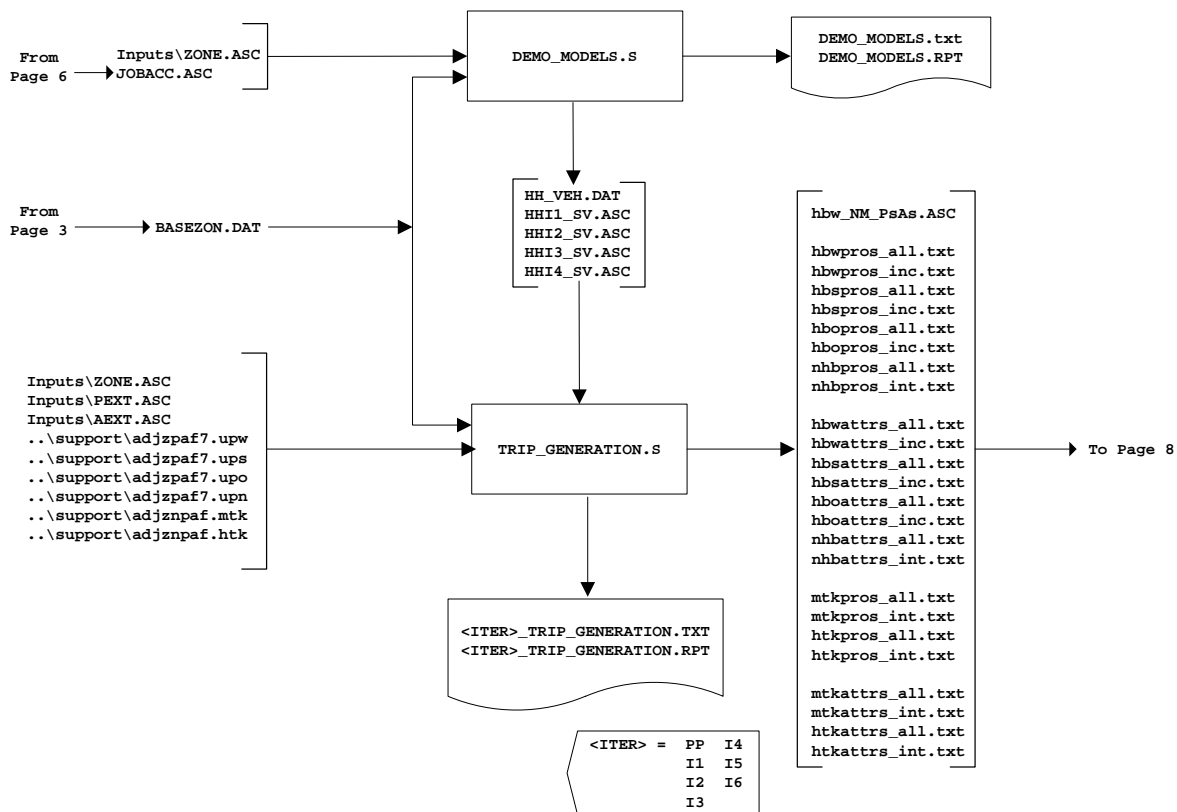 From
Page 6
Inputs\ZONE.ASC
JOBACC.ASC
DEMO_MODELS.S
DEMO_MODELS.txt
DEMO_MODELS.RPT
From
Page 3
BASEZON.DAT
HH_VEH.DAT
HHI1_SV.ASC
HHI2_SV.ASC
HHI3_SV.ASC
HHI4_SV.ASC
Inputs\ZONE.ASC
Inputs\PEXT.ASC
Inputs\AEXT.ASC
..\support\adjzpaf7.upw
..\support\adjzpaf7.ups
..\support\adjzpaf7.upo
..\support\adjzpaf7.upn
..\support\adjznpaf.mtk
..\support\adjznpaf.htk
TRIP_GENERATION.S
<ITER>_TRIP_GENERATION.TXT
<ITER>_TRIP_GENERATION.RPT
hbw_NM_PsAs.ASC
hbwpros_all.txt
hbwpros_inc.txt
hbspros_all.txt
hbspros_inc.txt
hbopros_all.txt
hbopros_inc.txt
nhbpros_all.txt
nhbpros_int.txt
hbwattrs_all.txt
hbwattrs_inc.txt
hbsattrs_all.txt
hbsattrs_inc.txt
hboattrs_all.txt
hboattrs_inc.txt
nhbattrs_all.txt
nhbattrs_int.txt
mtkpros_all.txt
mtkpros_int.txt
htkpros_all.txt
htkpros_int.txt
mtkattrs_all.txt
mtkattrs_int.txt
htkattrs_all.txt
htkattrs_int.txt
To Page 8
<ITER> = PP I4
I1 I5
I2 I6
I3